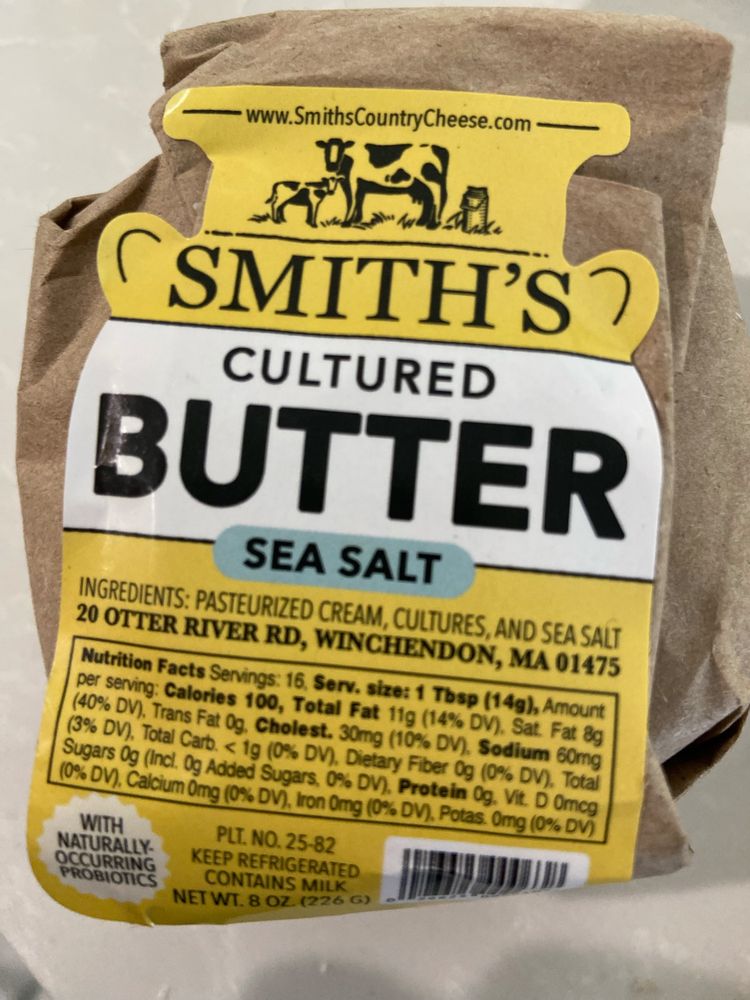 www.SmithsCountryCheese.com
SMITH'S
CULTURED
BUTTER
SEA SALT
INGREDIENTS: PASTEURIZED CREAM, CULTURES, AND SEA SALT
20 OTTER RIVER RD, WINCHENDON, MA 01475
Nutrition Facts Servings: 16, Serv. size: 1 Tbsp (14g), Amount
per serving: Calories 100, Total Fat 11g (14% DV), Sat. Fat 8g
(40% DV), Trans Fat 0g, Cholest. 30mg (10% DV), Sodium 60mg
(3% DV), Total Carb. < 1g (0% DV), Dietary Fiber 0g (0% DV), Total
Sugars 0g (Incl. 0g Added Sugars, 0% DV), Protein 0g, Vit. D 0mcg
(0% DV), Calcium 0mg (0% DV), Iron 0mg (0% DV), Potas. 0mg (0% DV)
WITH
NATURALLY-
OCCURRING
PROBIOTICS
PLT. NO. 25-82
KEEP REFRIGERATED
CONTAINS MILK
NET WT. 8 OZ. (226 G)